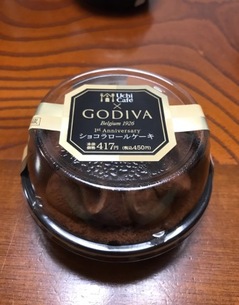 Uchi
Café
×
GODIVA
Belgium 1926
1st Anniversary
ショコラロールケーキ
417円 (税込450円)